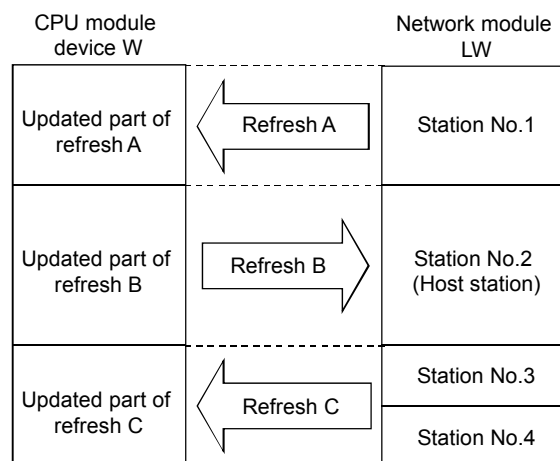 CPU module
device W
Network module
LW
Updated part of
refresh A
Refresh A
Station No.1
Updated part of
refresh B
Refresh B
Station No.2
(Host station)
Updated part of
refresh C
Refresh C
Station No.3
Station No.4